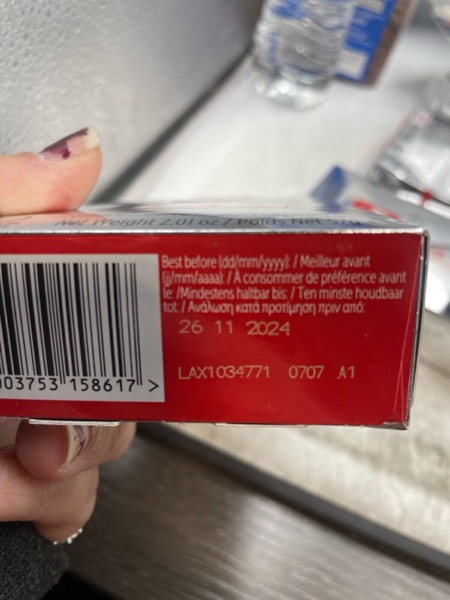 Net Weight 2.01 oz / Poids Net
Best before (dd/mm/yyyy): / Meilleur avant
(jj/mm/aaaa): / À consommer de préférence avant
le: /Mindestens haltbar bis: / Ten minste houdbaar
tot: / Ανάλωση κατά προτίμηση πριν από:
26 11 2024
LAX1034771 0707 A1
003753 158617 >